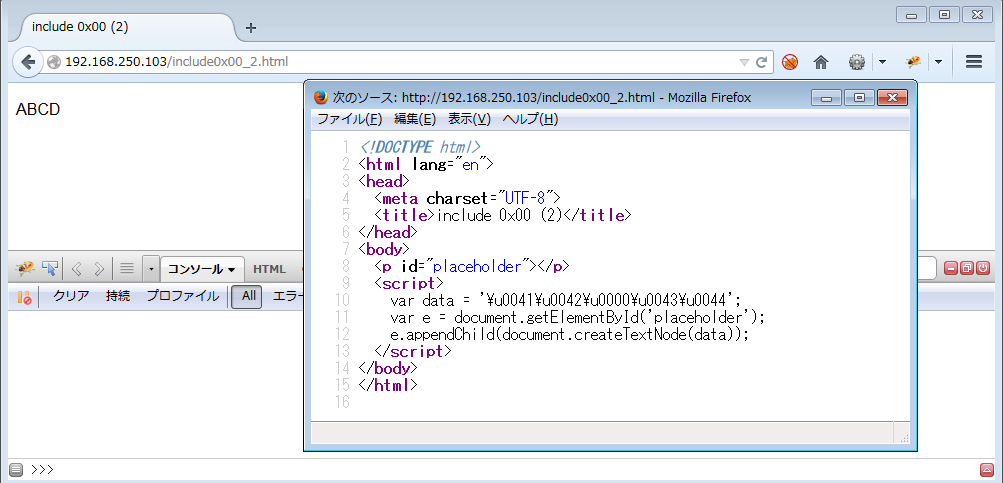 include 0x00 (2)
192.168.250.103/include0x00_2.html
ABCD
次のソース: http://192.168.250.103/include0x00_2.html - Mozilla Firefox
ファイル(F) 編集(E) 表示(V) ヘルプ(H)
1 <!DOCTYPE html>
2 <html lang="en">
3 <head>
4 <meta charset="UTF-8">
5 <title>include 0x00 (2)</title>
6 </head>
7 <body>
8 <p id="placeholder"></p>
9 <script>
10 var data = '¥u0041¥u0042¥u0000¥u0043¥u0044';
11 var e = document.getElementById('placeholder');
12 e.appendChild(document.createTextNode(data));
13 </script>
14 </body>
15 </html>
16
コンソール HTML
クリア 持続 プロファイル All エラー
>>>